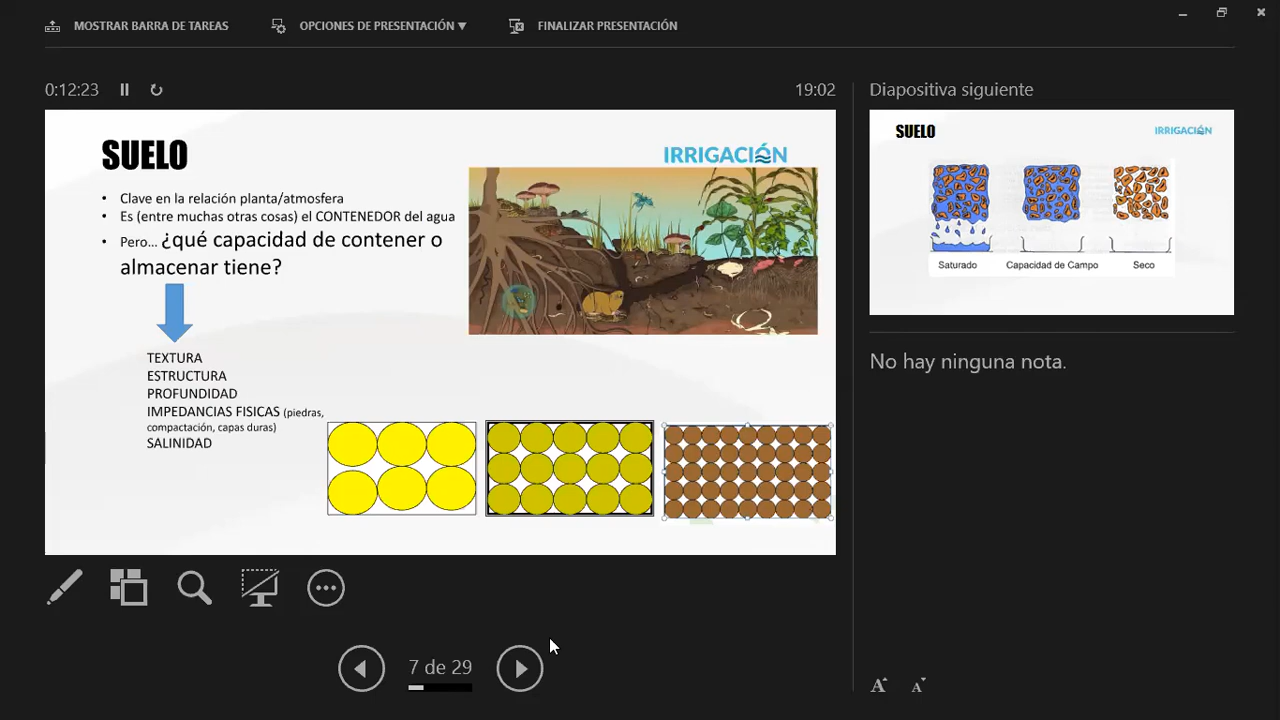 MOSTRAR BARRA DE TAREAS
OPCIONES DE PRESENTACIÓN ▼
FINALIZAR PRESENTACIÓN
0:12:23
19:02
SUELO
IRRIGACIÓN
• Clave en la relación planta/atmosfera
• Es (entre muchas otras cosas) el CONTENEDOR del agua
• Pero... ¿qué capacidad de contener o
almacenar tiene?
TEXTURA
ESTRUCTURA
PROFUNDIDAD
IMPEDANCIAS FISICAS (piedras,
compactación, capas duras)
SALINIDAD
7 de 29
Diapositiva siguiente
SUELO
IRRIGACIÓN
Saturado
Capacidad de Campo
Seco
No hay ninguna nota.
A
A